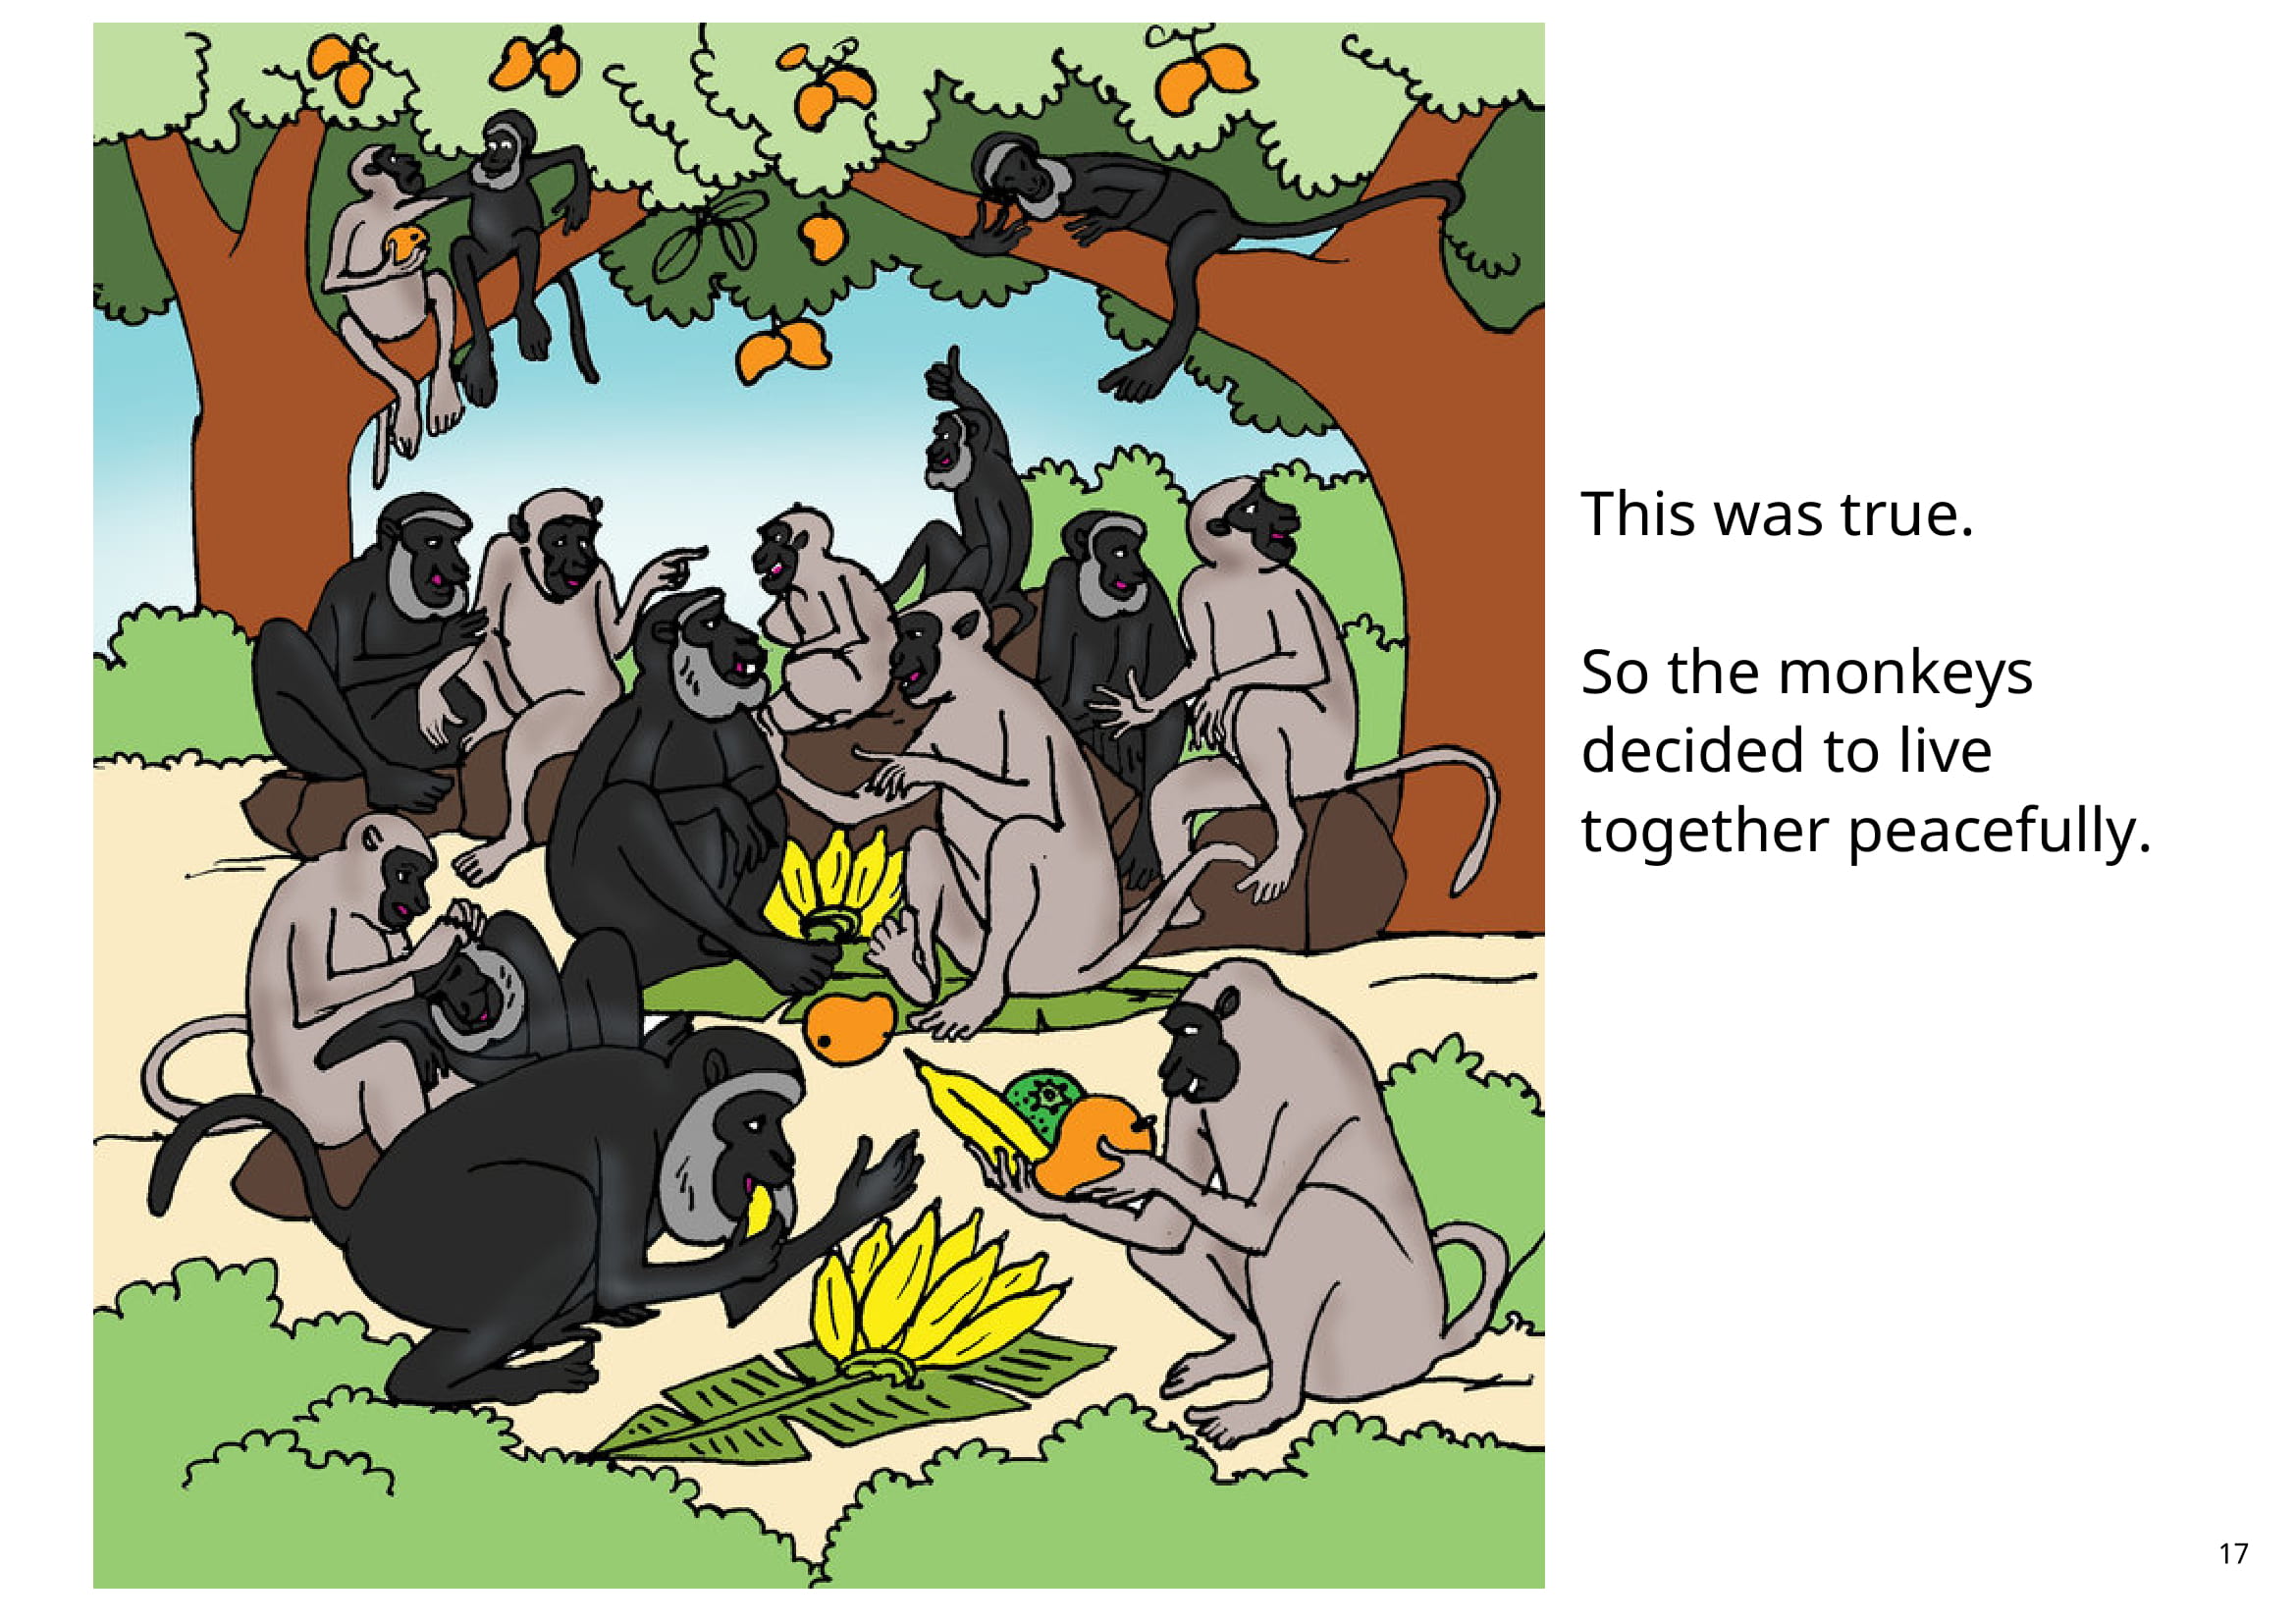 This was true.
So the monkeys
decided to live
together peacefully.
17